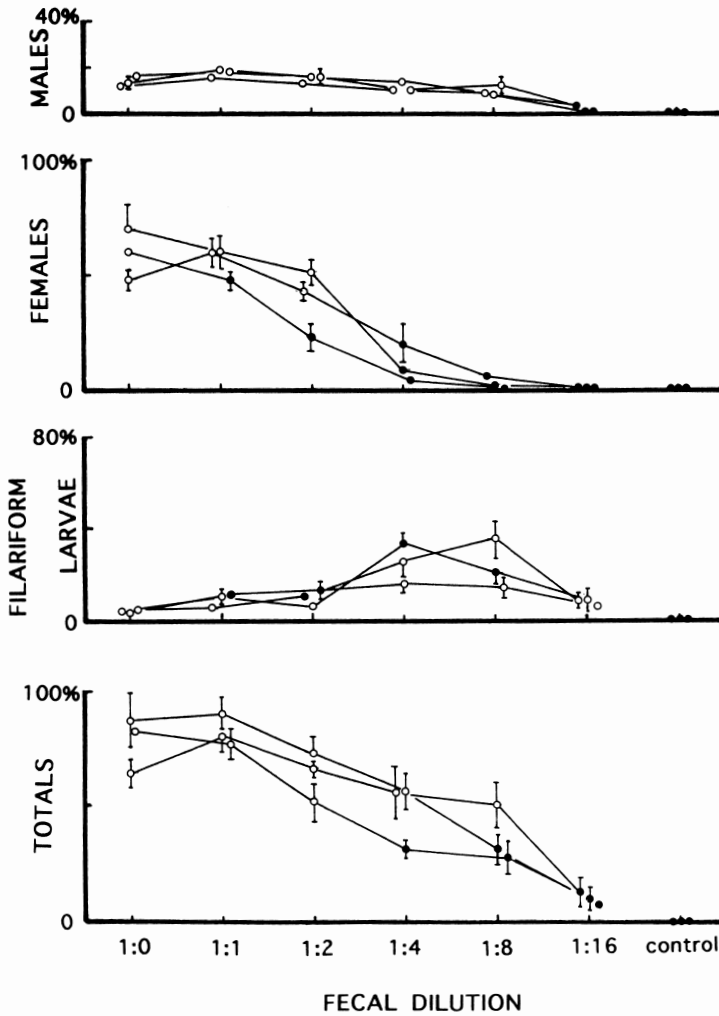 40%
MALES
0
100%
FEMALES
0
80%
FILARIFORM
LARVAE
0
100%
TOTALS
0
1:0 1:1 1:2 1:4 1:8 1:16 control
FECAL DILUTION